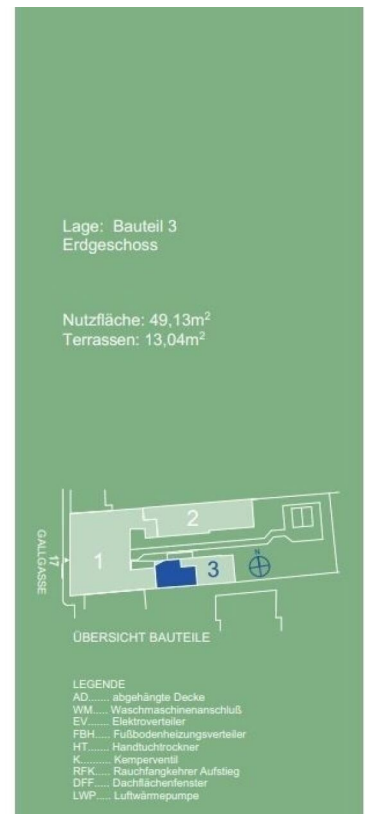 Lage: Bauteil 3
Erdgeschoss
Nutzfläche: 49,13m²
Terrassen: 13,04m²
GALLGASSE
17
1
2
3
N
ÜBERSICHT BAUTEILE
LEGENDE
AD....... abgehängte Decke
WM..... Waschmaschinenanschluß
EV....... Elektroverteiler
FBH..... Fußbodenheizungsverteiler
HT....... Handtuchtrockner
K.......... Kemperventil
RFK..... Rauchfangkehrer Aufstieg
DFF..... Dachflächenfenster
LWP..... Luftwärmepumpe